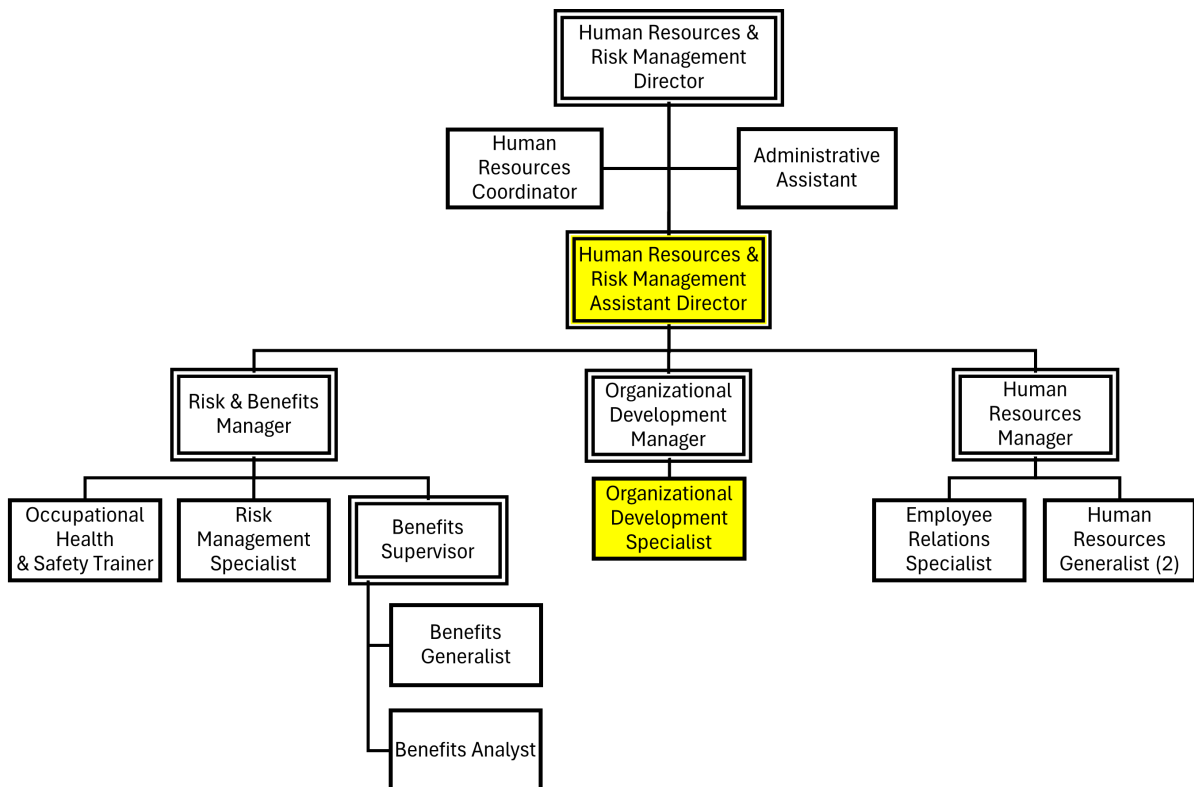 Human Resources &
Risk Management
Director
Human
Resources
Coordinator
Administrative
Assistant
Human Resources &
Risk Management
Assistant Director
Risk & Benefits
Manager
Organizational
Development
Manager
Human
Resources
Manager
Occupational
Health
& Safety Trainer
Risk
Management
Specialist
Benefits
Supervisor
Organizational
Development
Specialist
Employee
Relations
Specialist
Human
Resources
Generalist (2)
Benefits
Generalist
Benefits Analyst